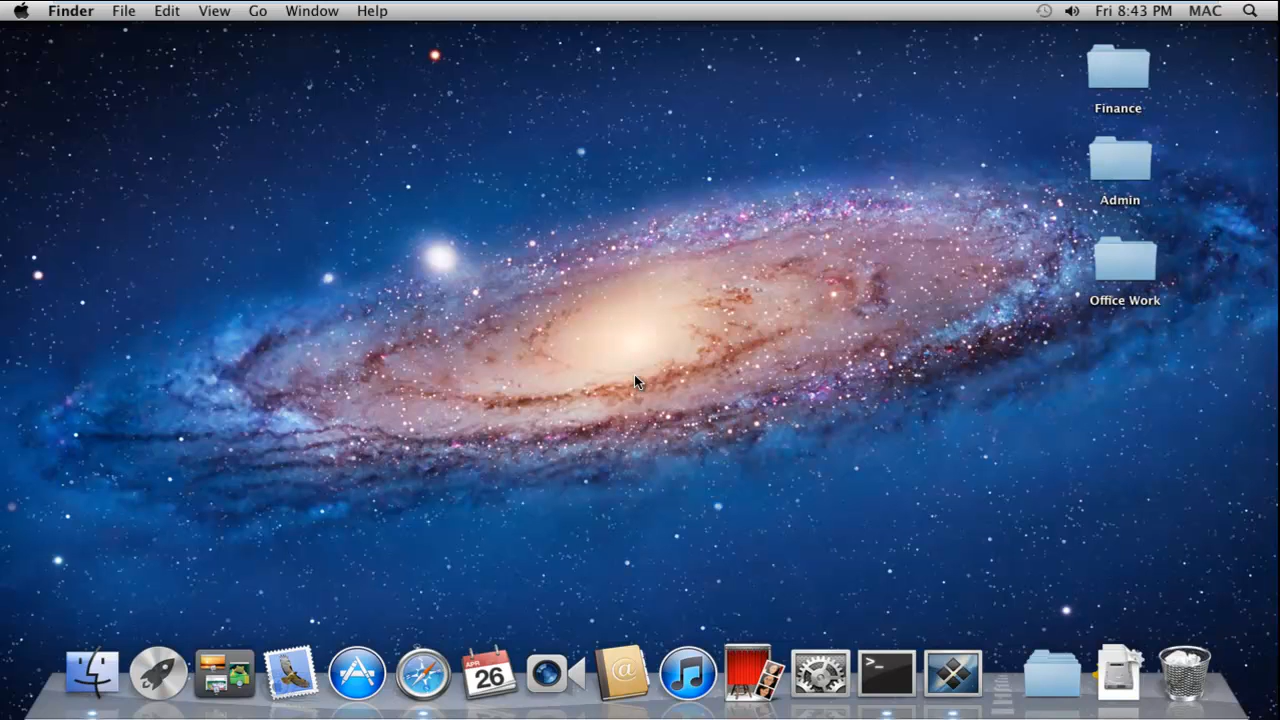 Finder File Edit View Go Window Help Fri 8:43 PM MAC
Finance
Admin
Office Work
APR
26
@
>_